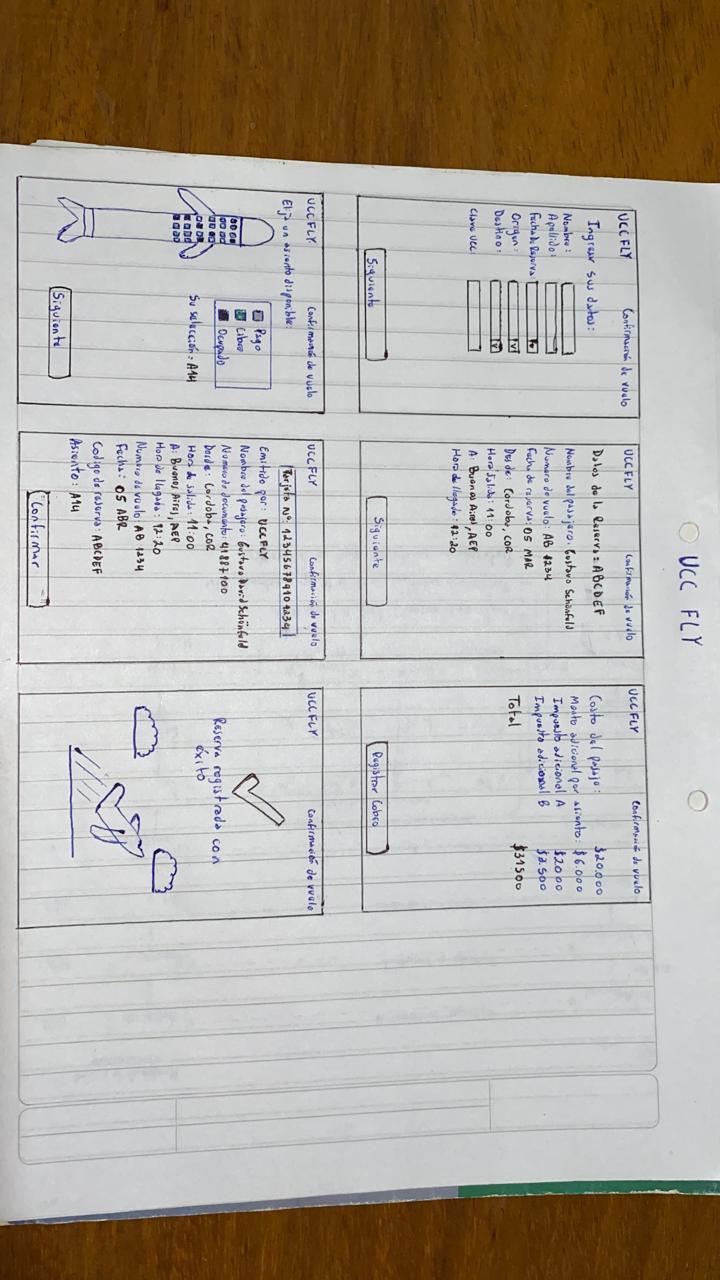 UCC FLY
UCC FLY Confirmación de vuelo
Ingresar sus datos:
Nombre:
Apellido:
Fecha de Reserva:
Origen:
Destino:
Clave UCC
Siguiente
UCC FLY Confirmación de vuelo
Datos de la Reserva: ABCDEF
Nombre del pasajero: Gustavo Schönfeld
Numero de vuelo: AB 1234
Fecha de reserva: 05 MAR
Desde: Cordoba, COR
Hora salida: 11:00
A: Buenos Aires, AEP
Hora de llegada: 12:20
Siguiente
UCC FLY Confirmación de vuelo
Costo del pasaje: $20.000
Monto adicional por asiento: $6.000
Impuesto adicional A $2000
Impuesto adicional B $3.500
Total $31500
Registrar Cobro
UCC FLY Confirmación de vuelo
Elija un asiento disponible:
Pago
Libre
Ocupado
Su selección: A14
Siguiente
UCC FLY Confirmación de vuelo
Tarjeta N°: 123456789101234
Emitido por: UCCFLY
Nombre del pasajero: Gustavo David Schönfeld
Numero de documento: 41887100
Desde: Cordoba, COR
Hora de salida: 11:00
A: Buenos Aires, AEP
Hora de llegada: 12:20
Numero de vuelo AB 1234
Fecha: 05 ABR
Codigo de reserva: ABCDEF
Asiento: A14
Confirmar
UCC FLY Confirmación de vuelo
Reserva registrada con
éxito